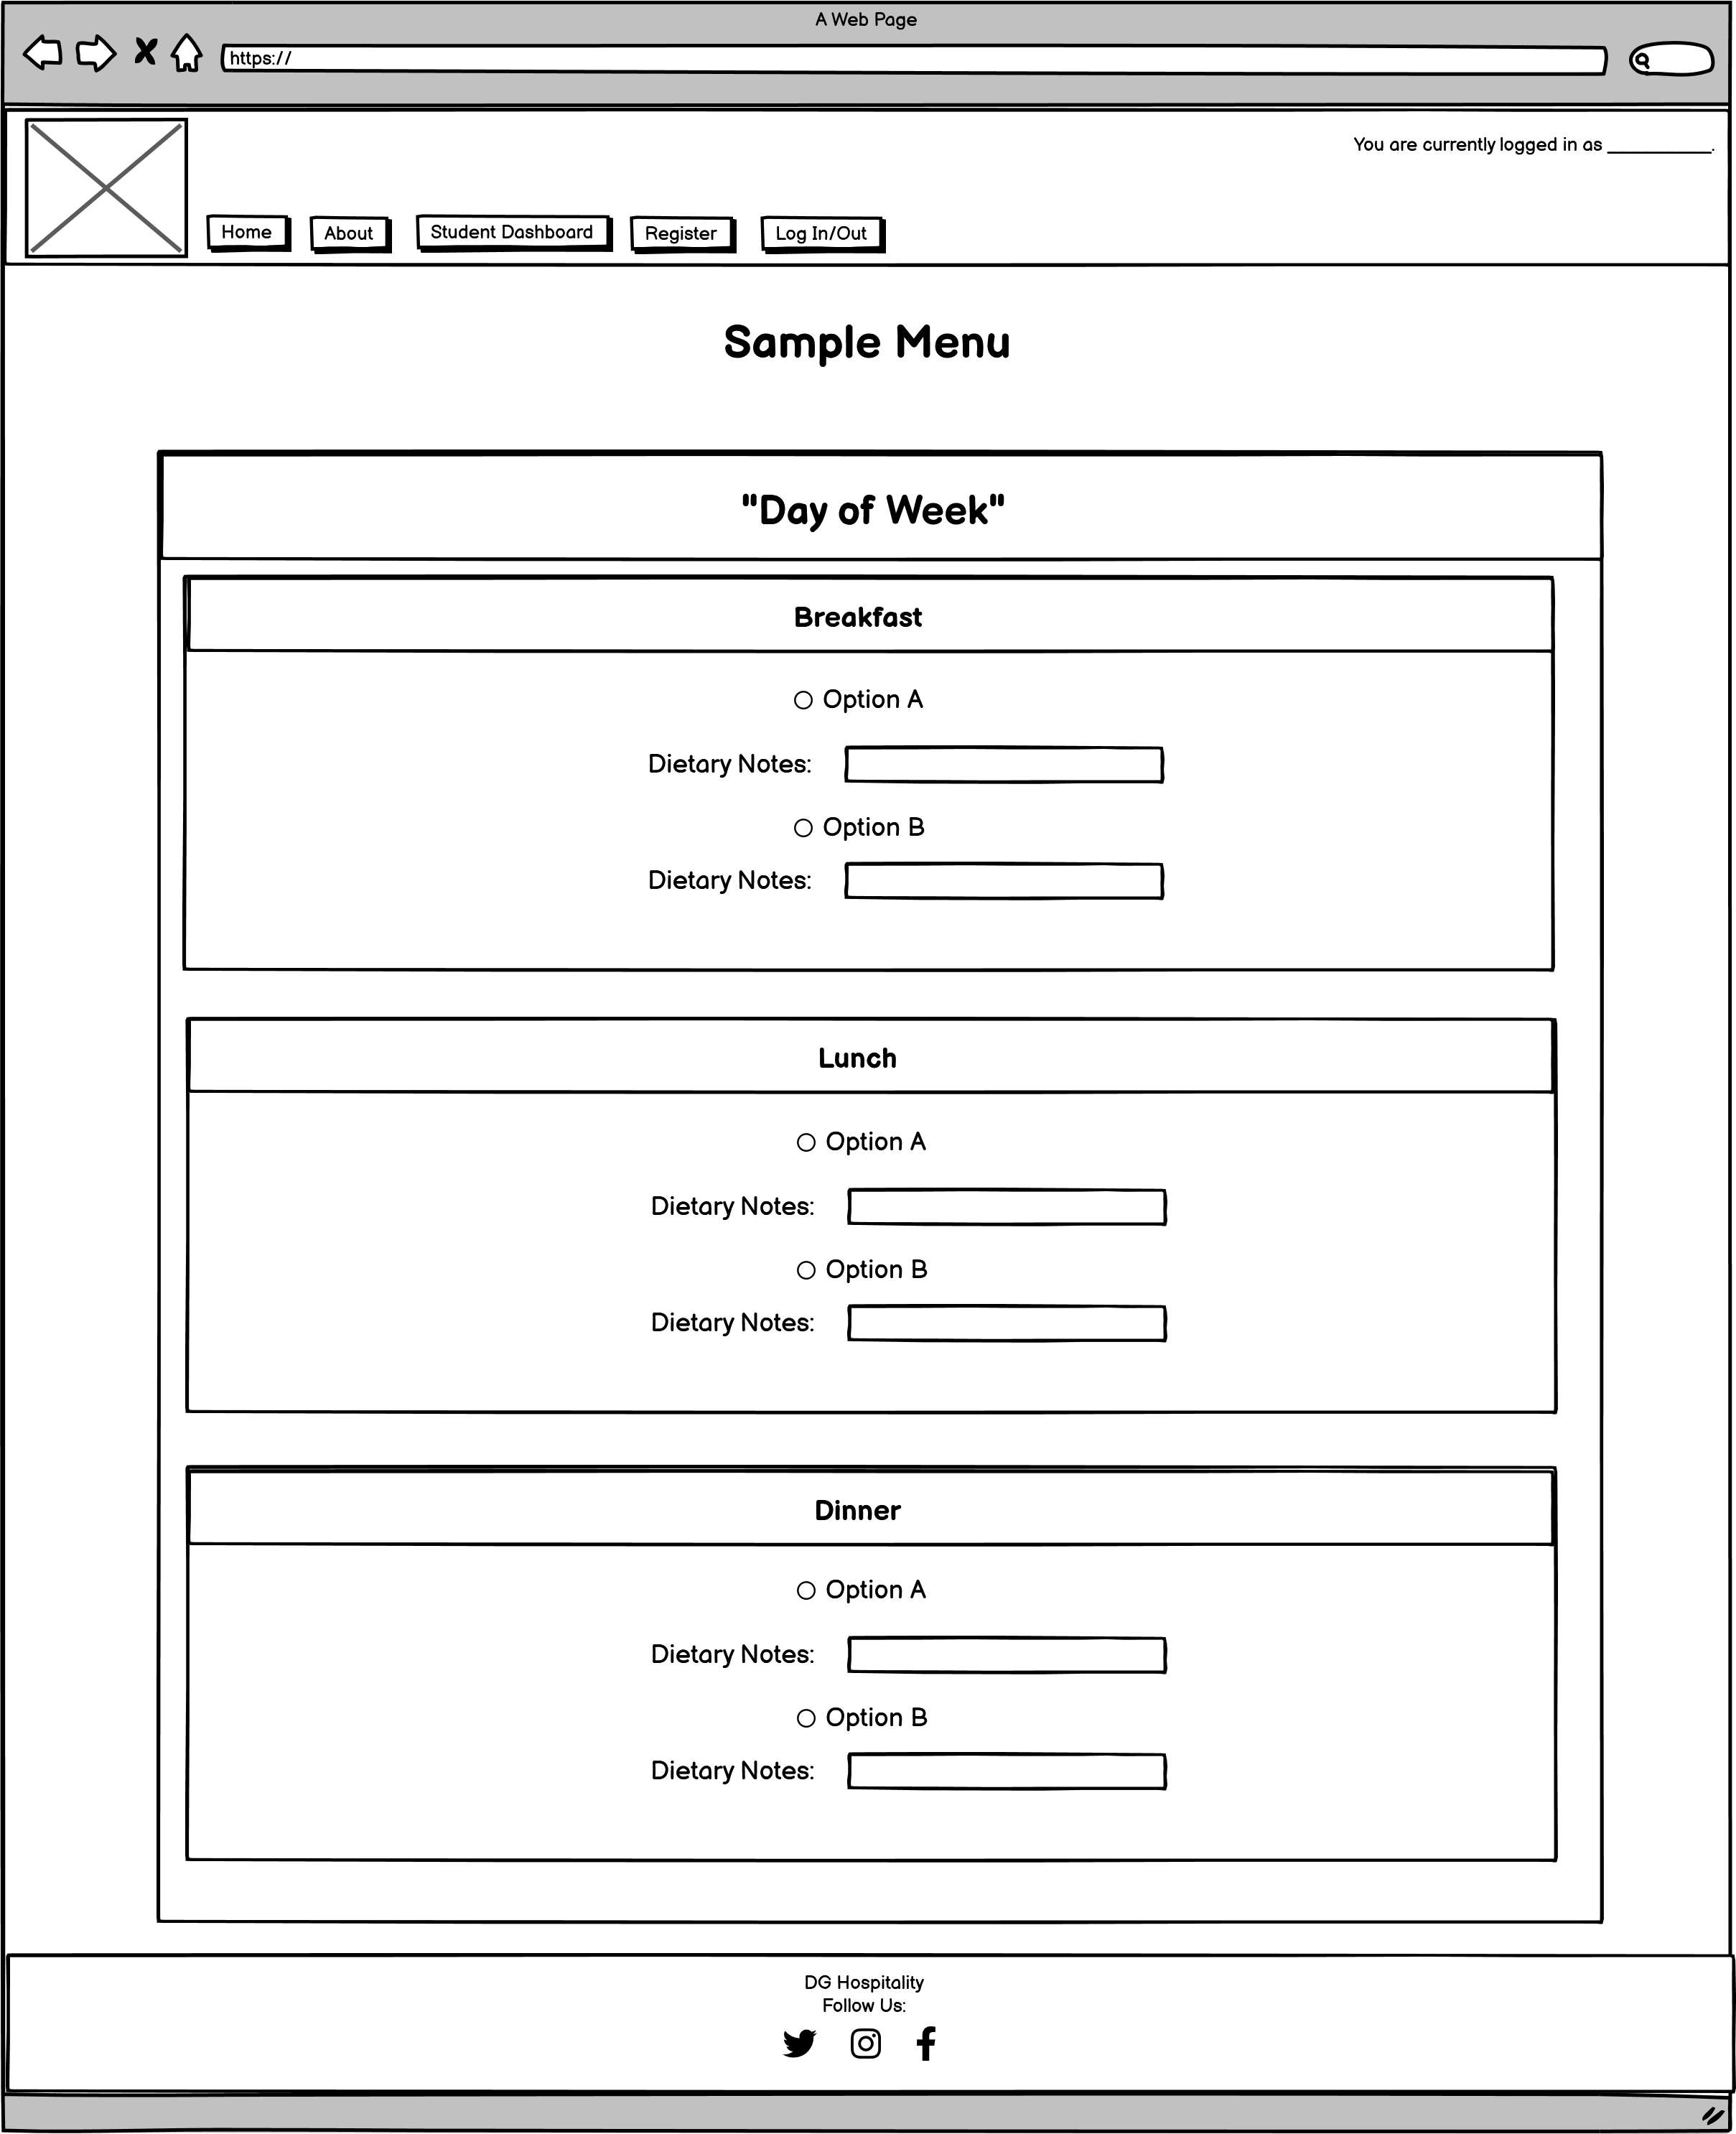 A Web Page
https://
You are currently logged in as __________.
Home About Student Dashboard Register Log In/Out
Sample Menu
"Day of Week"
Breakfast
Option A
Dietary Notes:
Option B
Dietary Notes:
Lunch
Option A
Dietary Notes:
Option B
Dietary Notes:
Dinner
Option A
Dietary Notes:
Option B
Dietary Notes:
DG Hospitality
Follow Us: